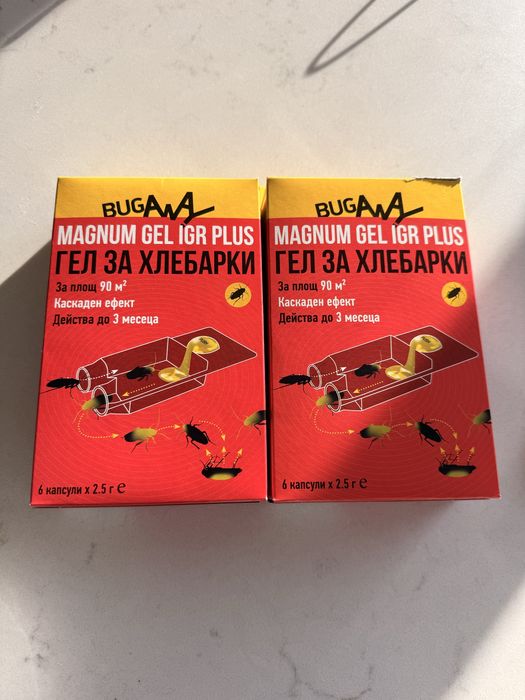 BUGAWAY
MAGNUM GEL IGR PLUS
ГЕЛ ЗА ХЛЕБАРКИ
За площ 90 м²
Каскаден ефект
Действа до 3 месеца
6 капсули x 2.5 г e
BUGAWAY
MAGNUM GEL IGR PLUS
ГЕЛ ЗА ХЛЕБАРКИ
За площ 90 м²
Каскаден ефект
Действа до 3 месеца
6 капсули x 2.5 г e